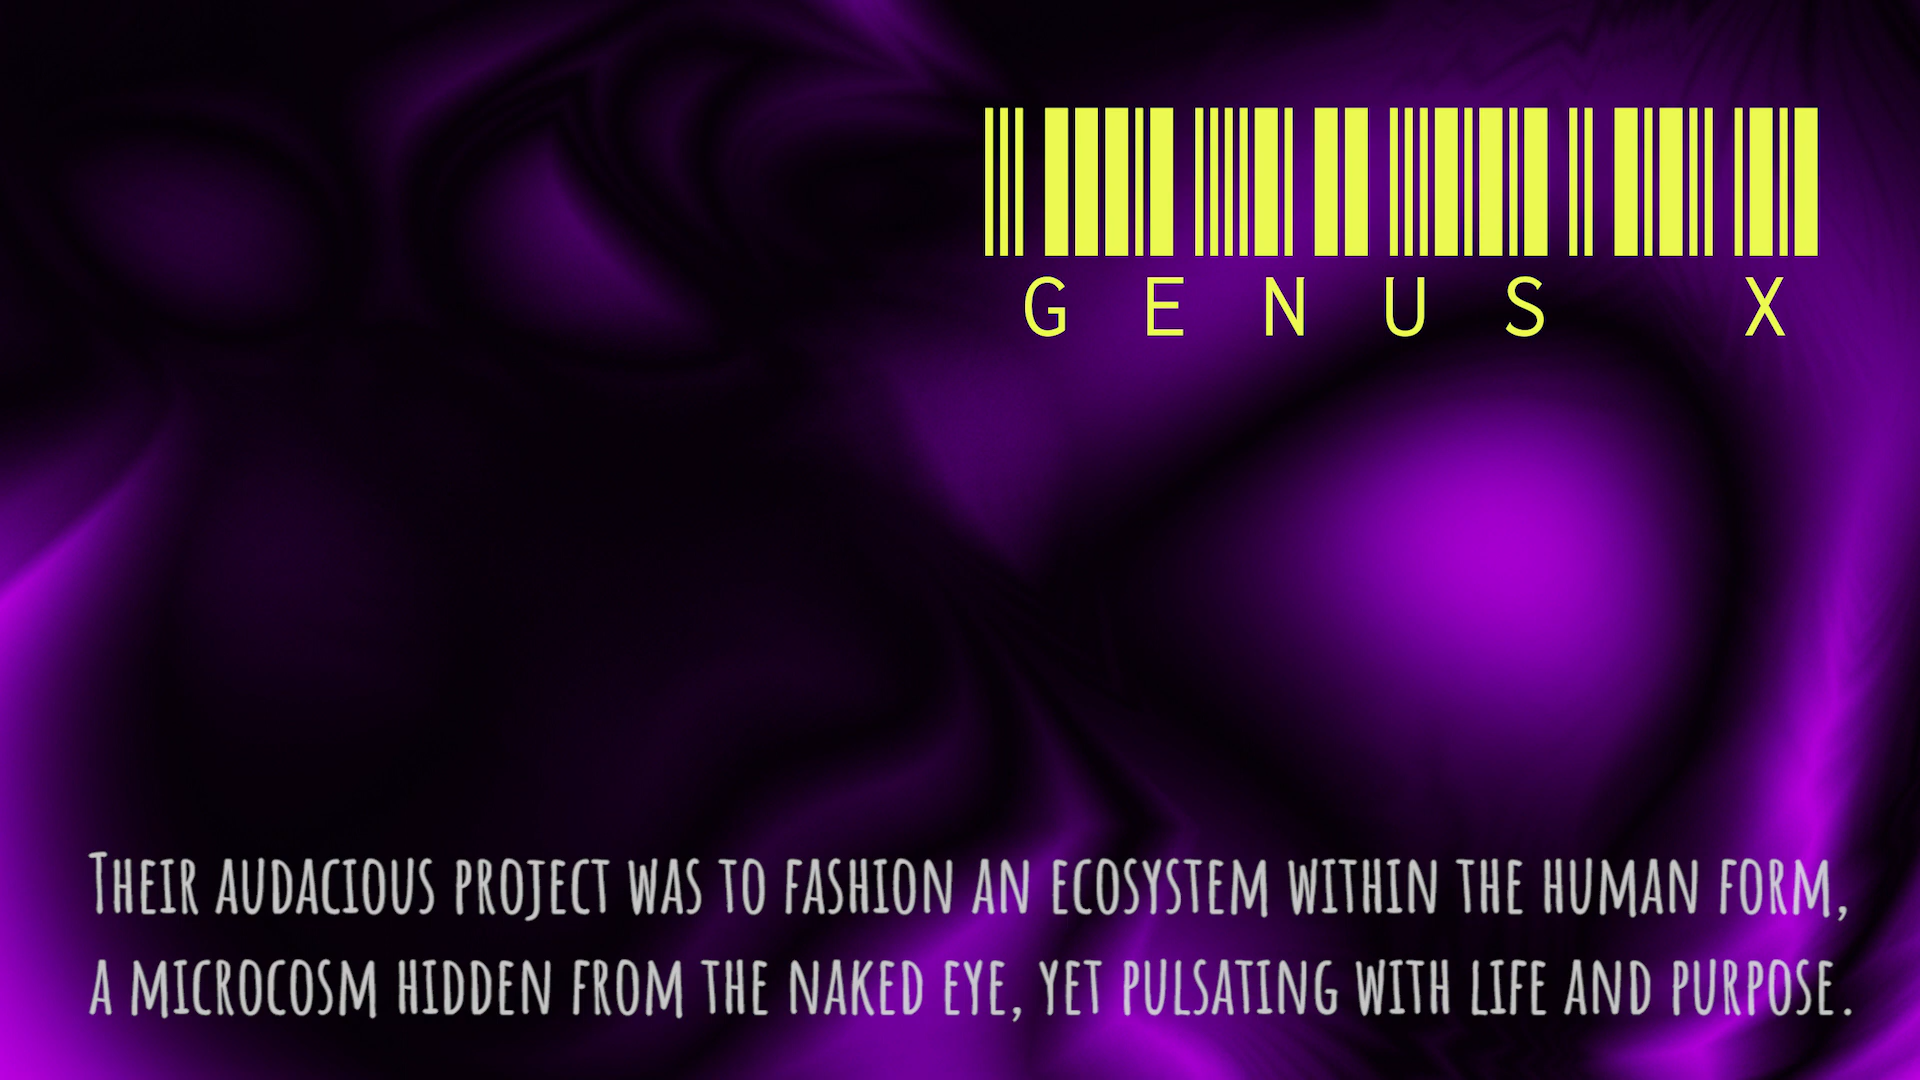 GENUS X
Their audacious project was to fashion an ecosystem within the human form,
a microcosm hidden from the naked eye, yet pulsating with life and purpose.